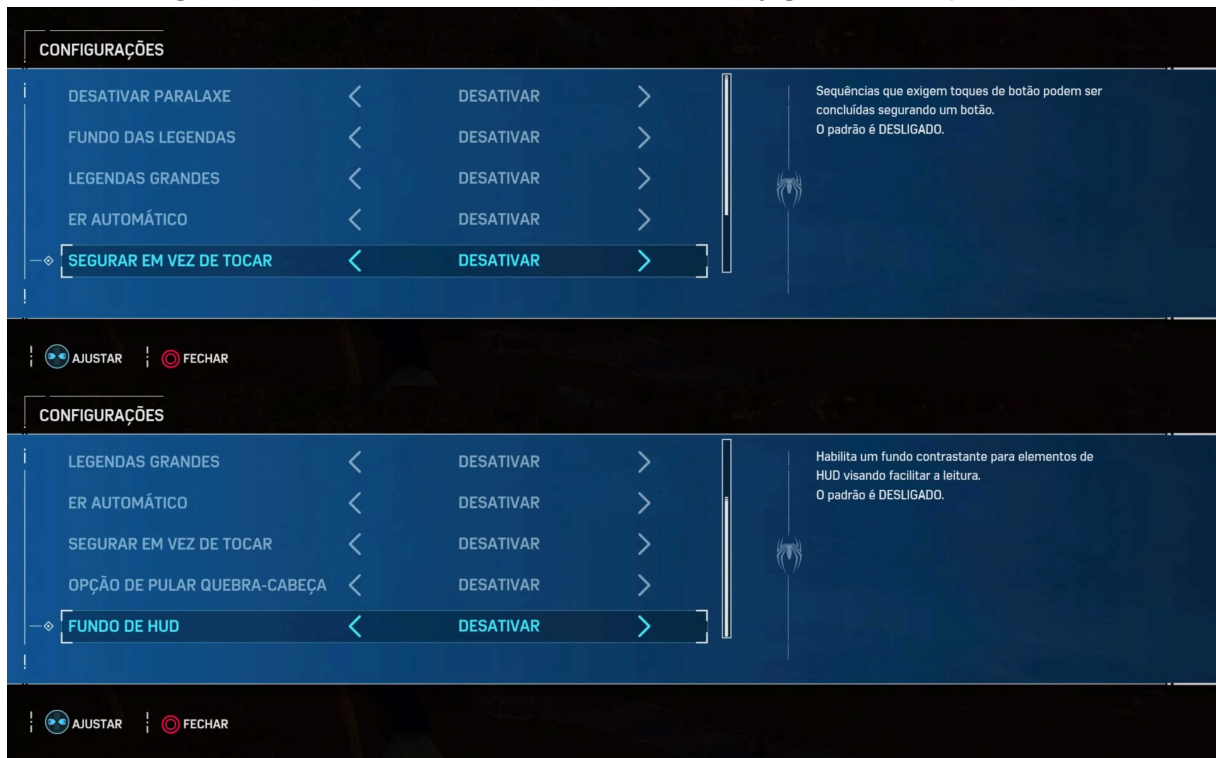 CONFIGURAÇÕES
DESATIVAR PARALAXE DESATIVAR
FUNDO DAS LEGENDAS DESATIVAR
LEGENDAS GRANDES DESATIVAR
ER AUTOMÁTICO DESATIVAR
SEGURAR EM VEZ DE TOCAR DESATIVAR
Sequências que exigem toques de botão podem ser
concluídas segurando um botão.
O padrão é DESLIGADO.
AJUSTAR FECHAR
CONFIGURAÇÕES
LEGENDAS GRANDES DESATIVAR
ER AUTOMÁTICO DESATIVAR
SEGURAR EM VEZ DE TOCAR DESATIVAR
OPÇÃO DE PULAR QUEBRA-CABEÇA DESATIVAR
FUNDO DE HUD DESATIVAR
Habilita um fundo contrastante para elementos de
HUD visando facilitar a leitura.
O padrão é DESLIGADO.
AJUSTAR FECHAR